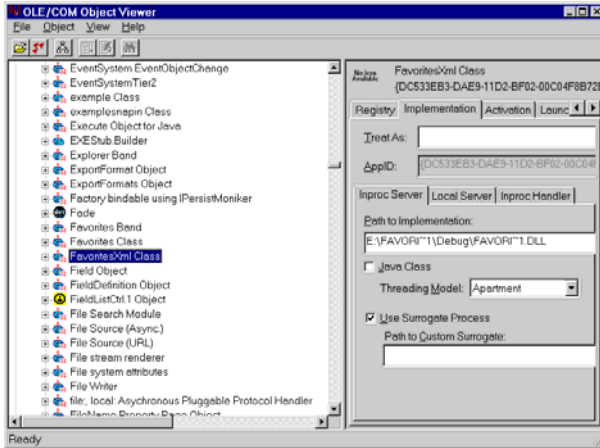 OLE/COM Object Viewer
File Object View Help
EventSystem.EventObjectChange
EventSystemTier2
example Class
examplesnapin Class
Execute Object for Java
EXEStub.Builder
Explorer Band
ExportFormat Object
ExportFormats Object
Factory bindable using IPersistMoniker
Fade
Favorites Band
Favorites Class
FavoritesXml Class
Field Object
FieldDefinition Object
FieldListCtrl.1 Object
File Search Module
File Source (Async.)
File Source (URL)
File stream renderer
File system attributes
File Writer
file:, local: Asychronous Pluggable Protocol Handler
FileName Property Page Object
No icon Available
FavoritesXml Class
{DC533EB3-DAE9-11D2-BF02-00C04F8B72
Registry Implementation Activation Launc
Treat As:
AppID: {DC533EB3-DAE9-11D2-BF02-00C04
Inproc Server Local Server Inproc Handler
Path to Implementation:
E:\FAVORI~1\Debug\FAVORI~1.DLL
Java Class
Threading Model: Apartment
Use Surrogate Process
Path to Custom Surrogate:
Ready